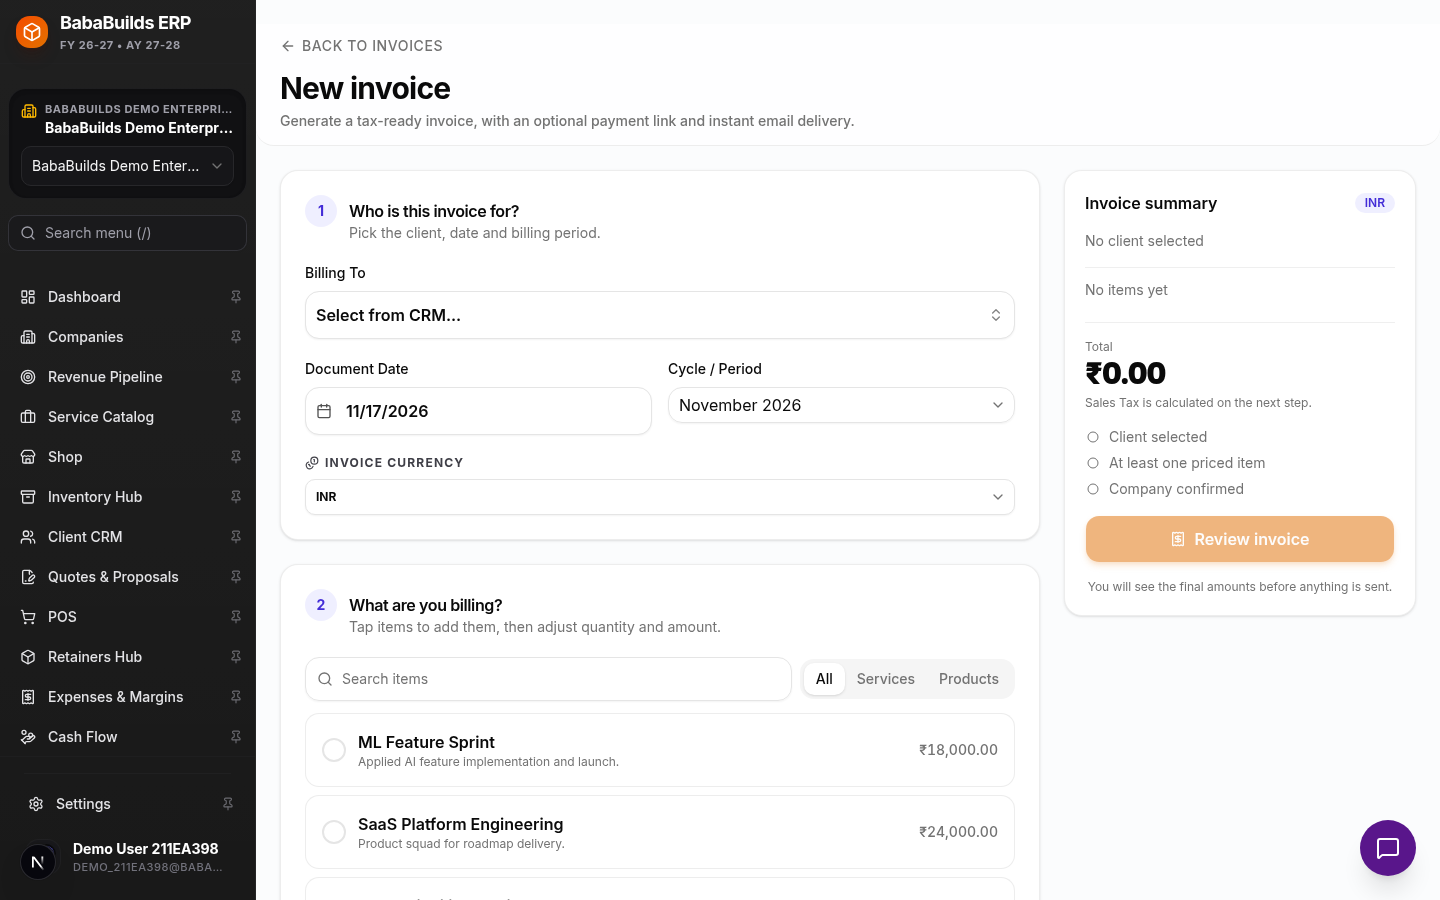 BabaBuilds ERP
FY 26-27 • AY 27-28
BABABUILDS DEMO ENTERPRI...
BabaBuilds Demo Enterpr...
BabaBuilds Demo Enter...
Search menu (/)
Dashboard
Companies
Revenue Pipeline
Service Catalog
Shop
Inventory Hub
Client CRM
Quotes & Proposals
POS
Retainers Hub
Expenses & Margins
Cash Flow
Settings
N
Demo User 211EA398
DEMO_211EA398@BABA...
BACK TO INVOICES
New invoice
Generate a tax-ready invoice, with an optional payment link and instant email delivery.
1
Who is this invoice for?
Pick the client, date and billing period.
Billing To
Select from CRM...
Document Date
Cycle / Period
11/17/2026
November 2026
INVOICE CURRENCY
INR
2
What are you billing?
Tap items to add them, then adjust quantity and amount.
Search items
All
Services
Products
ML Feature Sprint
Applied AI feature implementation and launch.
₹18,000.00
SaaS Platform Engineering
Product squad for roadmap delivery.
₹24,000.00
Invoice summary
INR
No client selected
No items yet
Total
₹0.00
Sales Tax is calculated on the next step.
Client selected
At least one priced item
Company confirmed
Review invoice
You will see the final amounts before anything is sent.